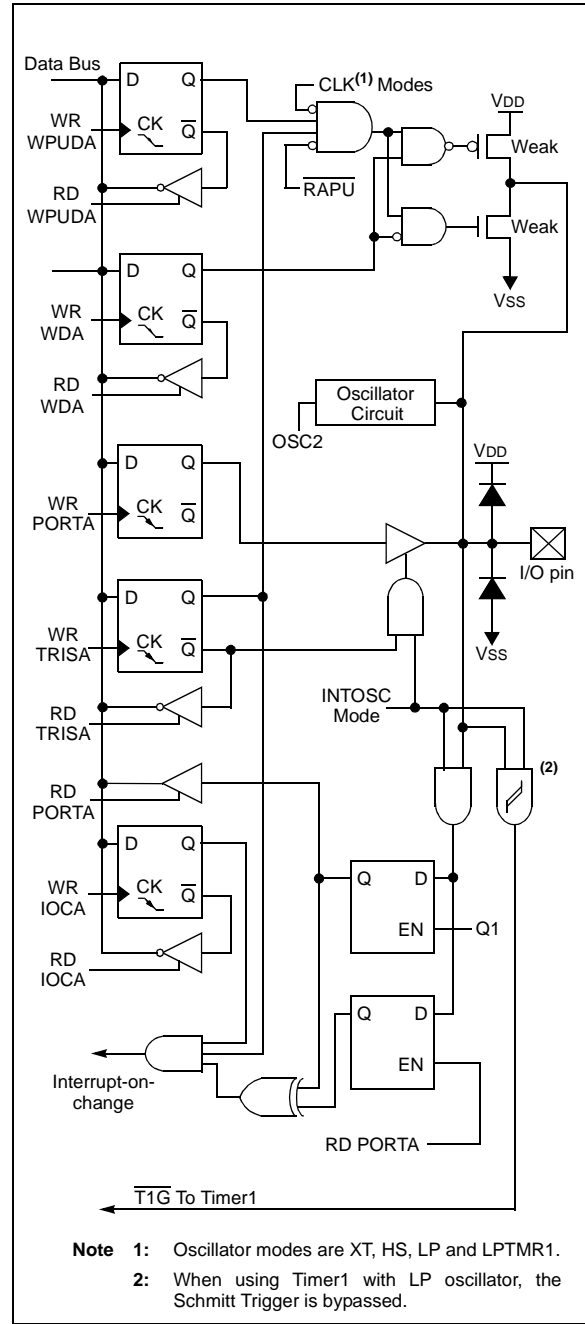 Data Bus
D Q
CLK(1) Modes
VDD
WR
WPUDA
CK Q
Weak
RD
WPUDA
RAPU
Weak
D Q
VSS
WR
WDA
CK Q
RD
WDA
Oscillator
Circuit
OSC2
VDD
D Q
WR
PORTA
CK Q
I/O pin
D Q
WR
TRISA
CK Q
VSS
INTOSC
Mode
RD
TRISA
(2)
RD
PORTA
D Q
WR
IOCA
CK Q
Q D
EN
Q1
RD
IOCA
Q D
EN
Interrupt-on-
change
RD PORTA
T1G To Timer1
Note 1: Oscillator modes are XT, HS, LP and LPTMR1.
2: When using Timer1 with LP oscillator, the
Schmitt Trigger is bypassed.